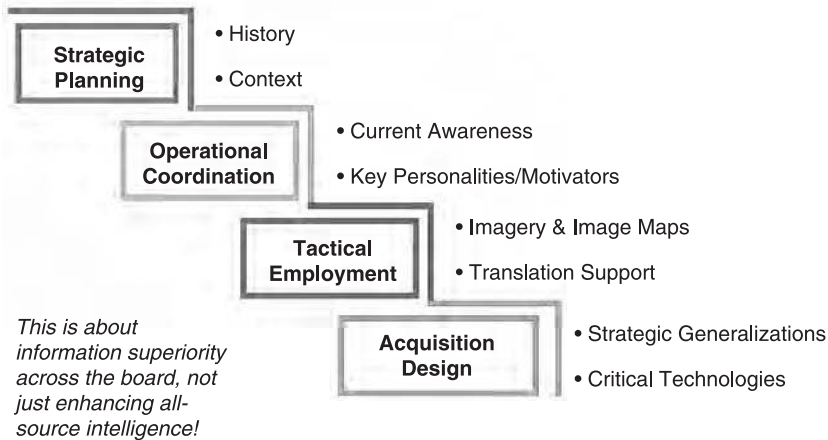 Strategic
Planning
• History
• Context
Operational
Coordination
• Current Awareness
• Key Personalities/Motivators
Tactical
Employment
• Imagery & Image Maps
• Translation Support
Acquisition
Design
• Strategic Generalizations
• Critical Technologies
This is about
information superiority
across the board, not
just enhancing all-
source intelligence!